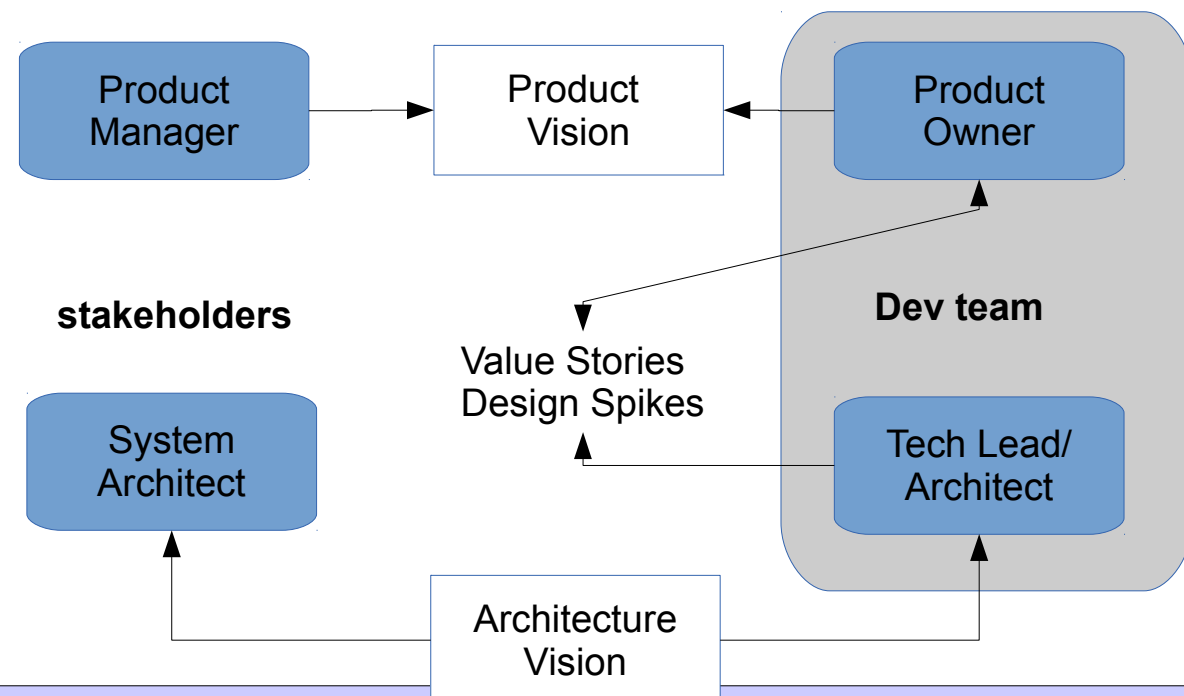 Product
Manager
Product
Vision
Product
Owner
stakeholders
Dev team
Value Stories
Design Spikes
System
Architect
Tech Lead/
Architect
Architecture
Vision